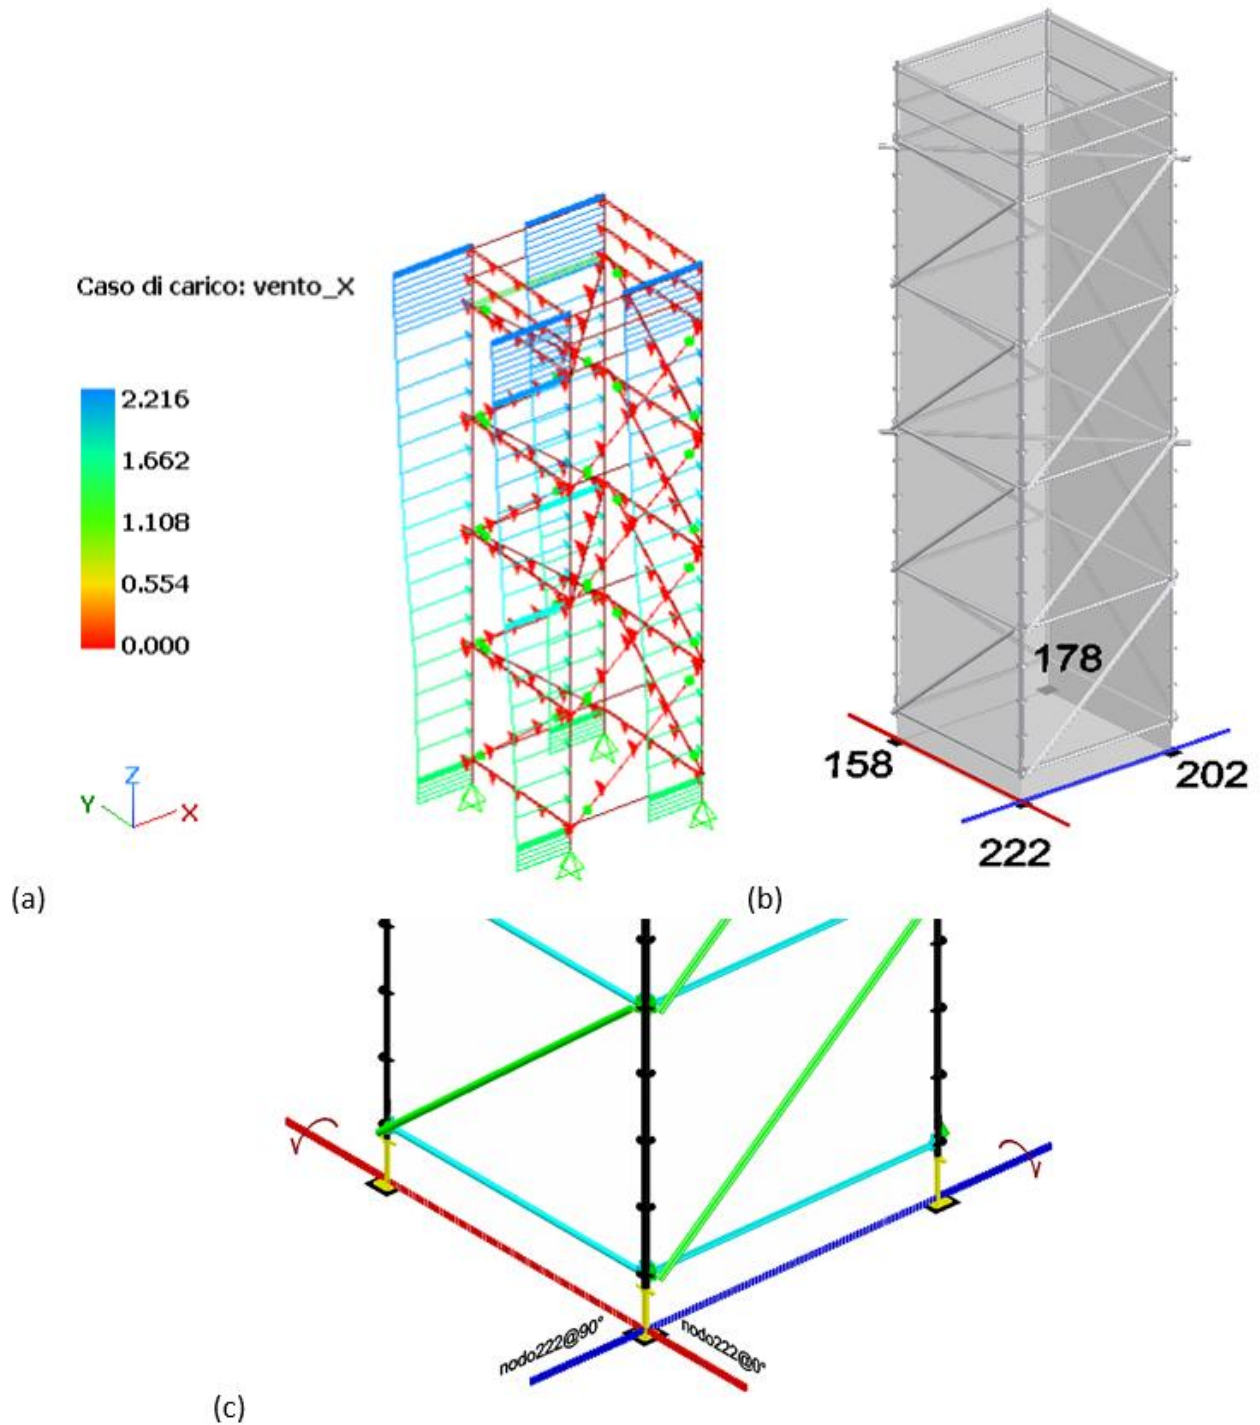 Caso di carico: vento_X
2.216
1.662
1.108
0.554
0.000
Z
Y
X
(a)
178
158
202
222
(b)
nodo222@90°
nodo222@0°
(c)